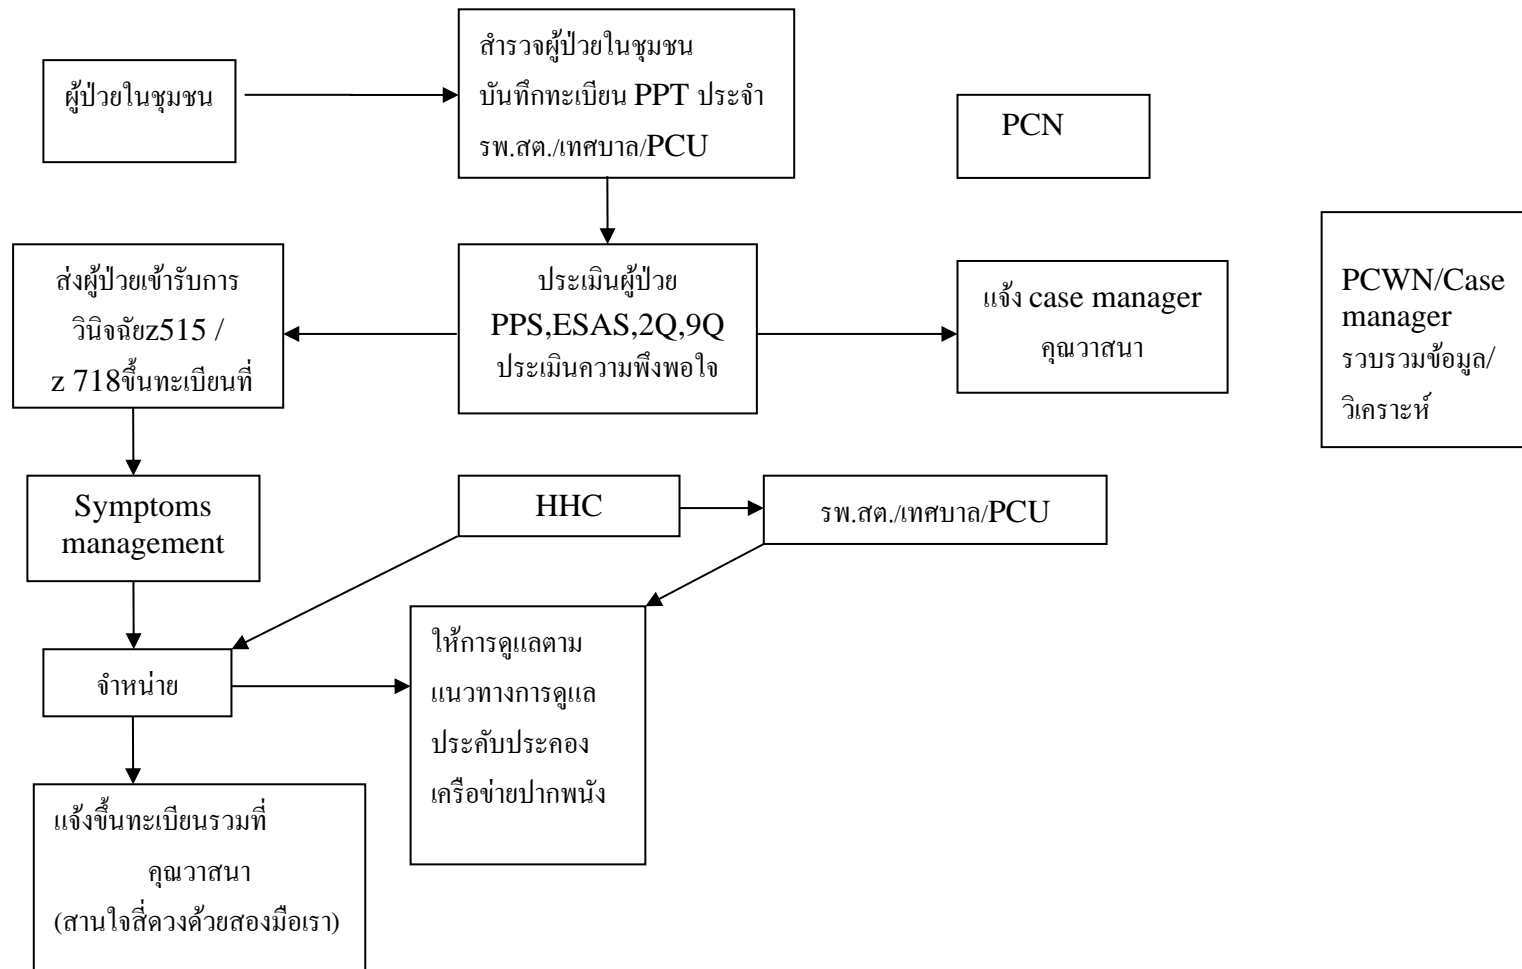 ผู้ป่วยในชุมชน
สำรวจผู้ป่วยในชุมชน
บันทึกทะเบียน PPT ประจำ
รพ.สต./เทศบาล/PCU
PCN
ส่งผู้ป่วยเข้ารับการ
วินิจฉัยz515 /
z 718ขึ้นทะเบียนที่
ประเมินผู้ป่วย
PPS,ESAS,2Q,9Q
ประเมินความพึงพอใจ
แจ้ง case manager
คุณวาสนา
PCWN/Case
manager
รวบรวมข้อมูล/
วิเคราะห์
Symptoms
management
HHC
รพ.สต./เทศบาล/PCU
จำหน่าย
ให้การดูแลตาม
แนวทางการดูแล
ประคับประคอง
เครือข่ายปากพนัง
แจ้งขึ้นทะเบียนรวมที่
คุณวาสนา
(สานใจสี่ดวงด้วยสองมือเรา)